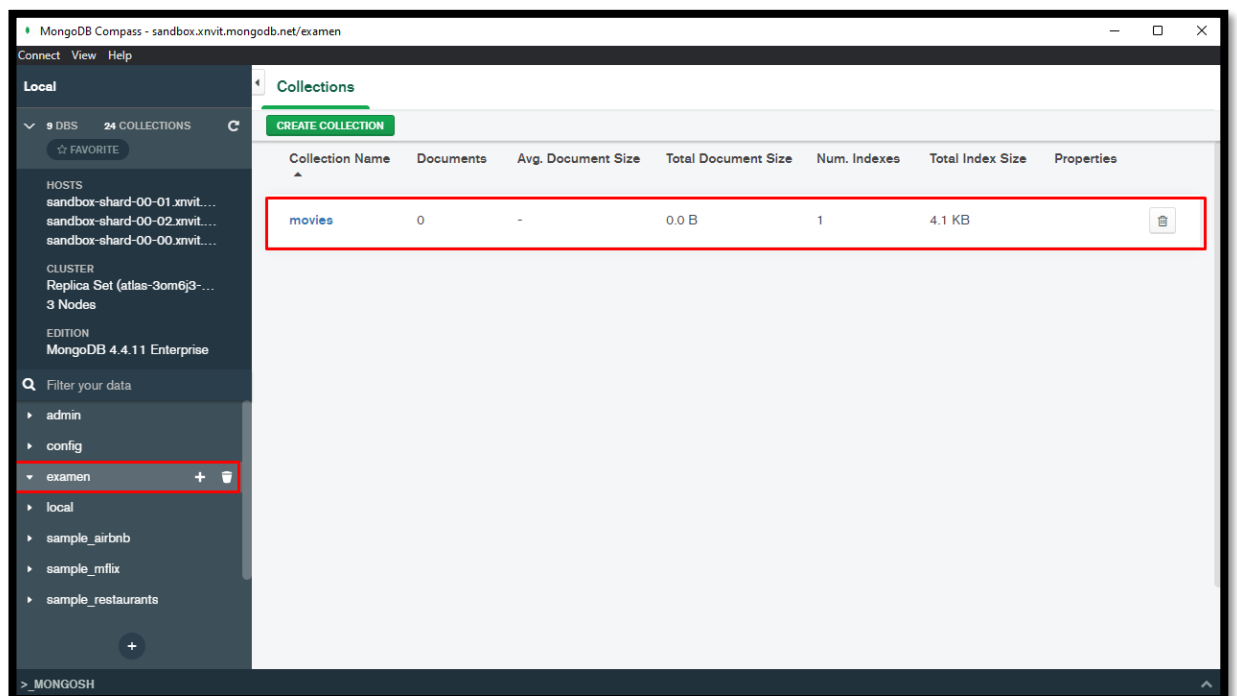 MongoDB Compass - sandbox.xnvit.mongodb.net/examen
Connect View Help
Local
9 DBS 24 COLLECTIONS
FAVORITE
HOSTS
sandbox-shard-00-01.xnvit....
sandbox-shard-00-02.xnvit....
sandbox-shard-00-00.xnvit....
CLUSTER
Replica Set (atlas-3om6j3-...
3 Nodes
EDITION
MongoDB 4.4.11 Enterprise
Filter your data
admin
config
examen
local
sample_airbnb
sample_mflix
sample_restaurants
Collections
CREATE COLLECTION
Collection Name Documents Avg. Document Size Total Document Size Num. Indexes Total Index Size Properties
movies 0 - 0.0 B 1 4.1 KB
>_MONGOSH